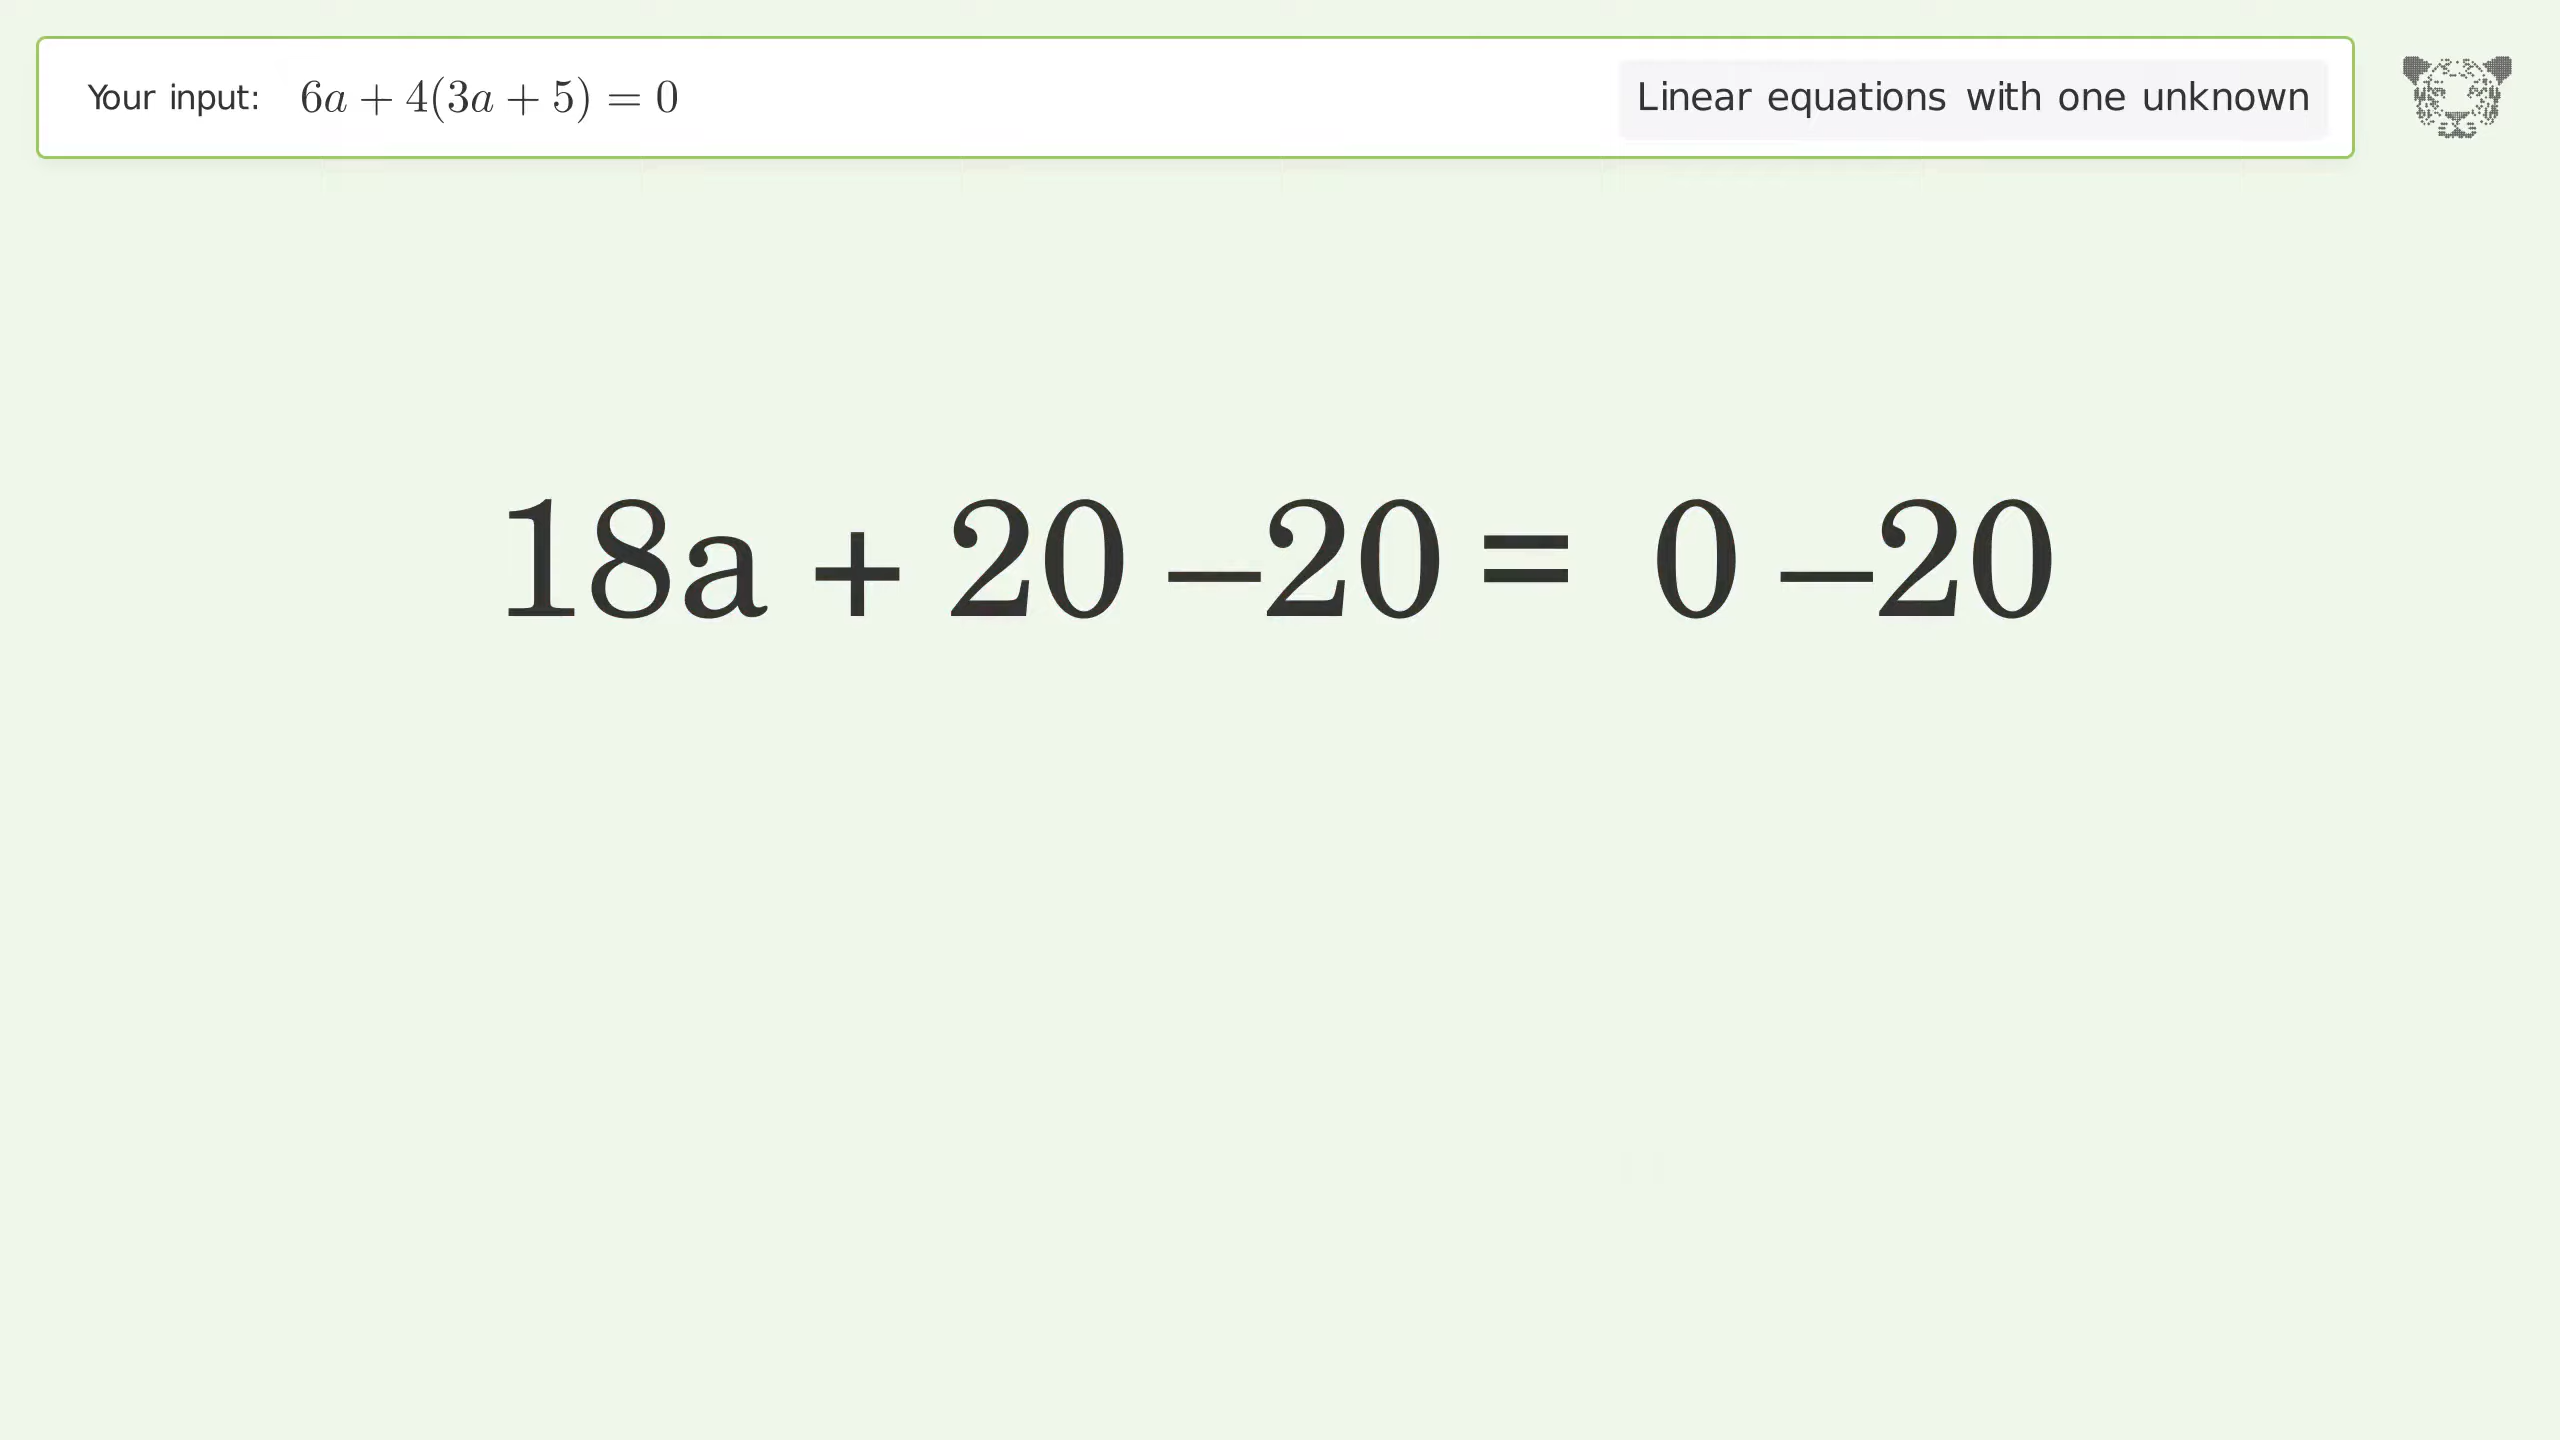 Your input: 6a + 4(3a + 5) = 0
Linear equations with one unknown
18a + 20 –20 = 0 –20